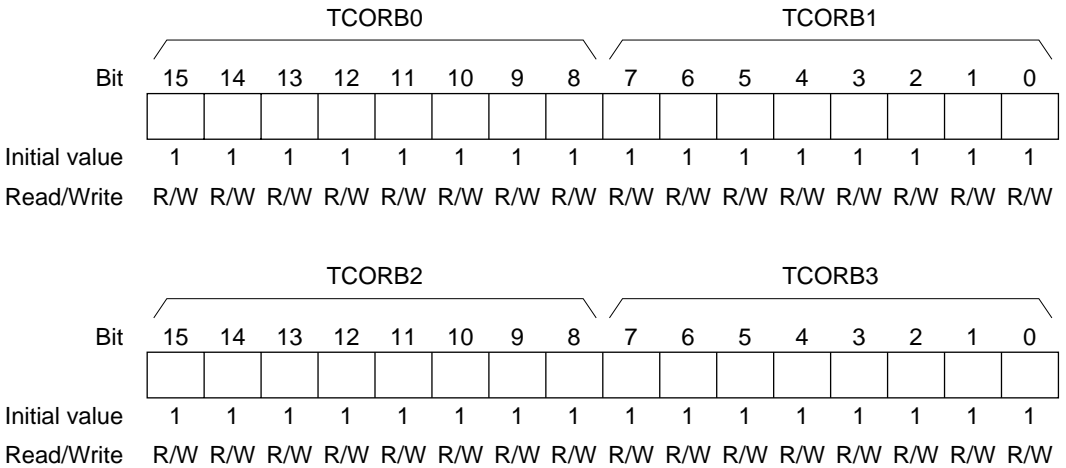 TCORB0 TCORB1
Bit 15 14 13 12 11 10 9 8 7 6 5 4 3 2 1 0
Initial value 1 1 1 1 1 1 1 1 1 1 1 1 1 1 1 1
Read/Write R/W R/W R/W R/W R/W R/W R/W R/W R/W R/W R/W R/W R/W R/W R/W R/W
TCORB2 TCORB3
Bit 15 14 13 12 11 10 9 8 7 6 5 4 3 2 1 0
Initial value 1 1 1 1 1 1 1 1 1 1 1 1 1 1 1 1
Read/Write R/W R/W R/W R/W R/W R/W R/W R/W R/W R/W R/W R/W R/W R/W R/W R/W